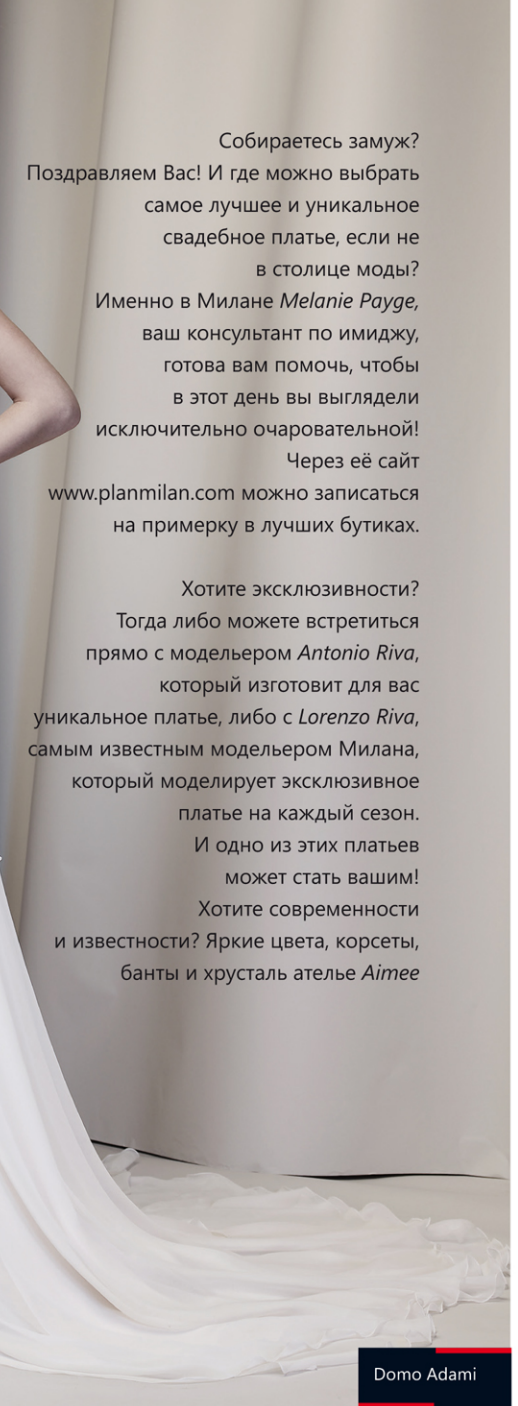 Собираетесь замуж?
Поздравляем Вас! И где можно выбрать
самое лучшее и уникальное
свадебное платье, если не
в столице моды?
Именно в Милане Melanie Payge,
ваш консультант по имиджу,
готова вам помочь, чтобы
в этот день вы выглядели
исключительно очаровательной!
Через её сайт
www.planmilan.com можно записаться
на примерку в лучших бутиках.
Хотите эксклюзивности?
Тогда либо можете встретиться
прямо с модельером Antonio Riva,
который изготовит для вас
уникальное платье, либо с Lorenzo Riva,
самым известным модельером Милана,
который моделирует эксклюзивное
платье на каждый сезон.
И одно из этих платьев
может стать вашим!
Хотите современности
и известности? Яркие цвета, корсеты,
банты и хрусталь ателье Aimee
Domo Adami